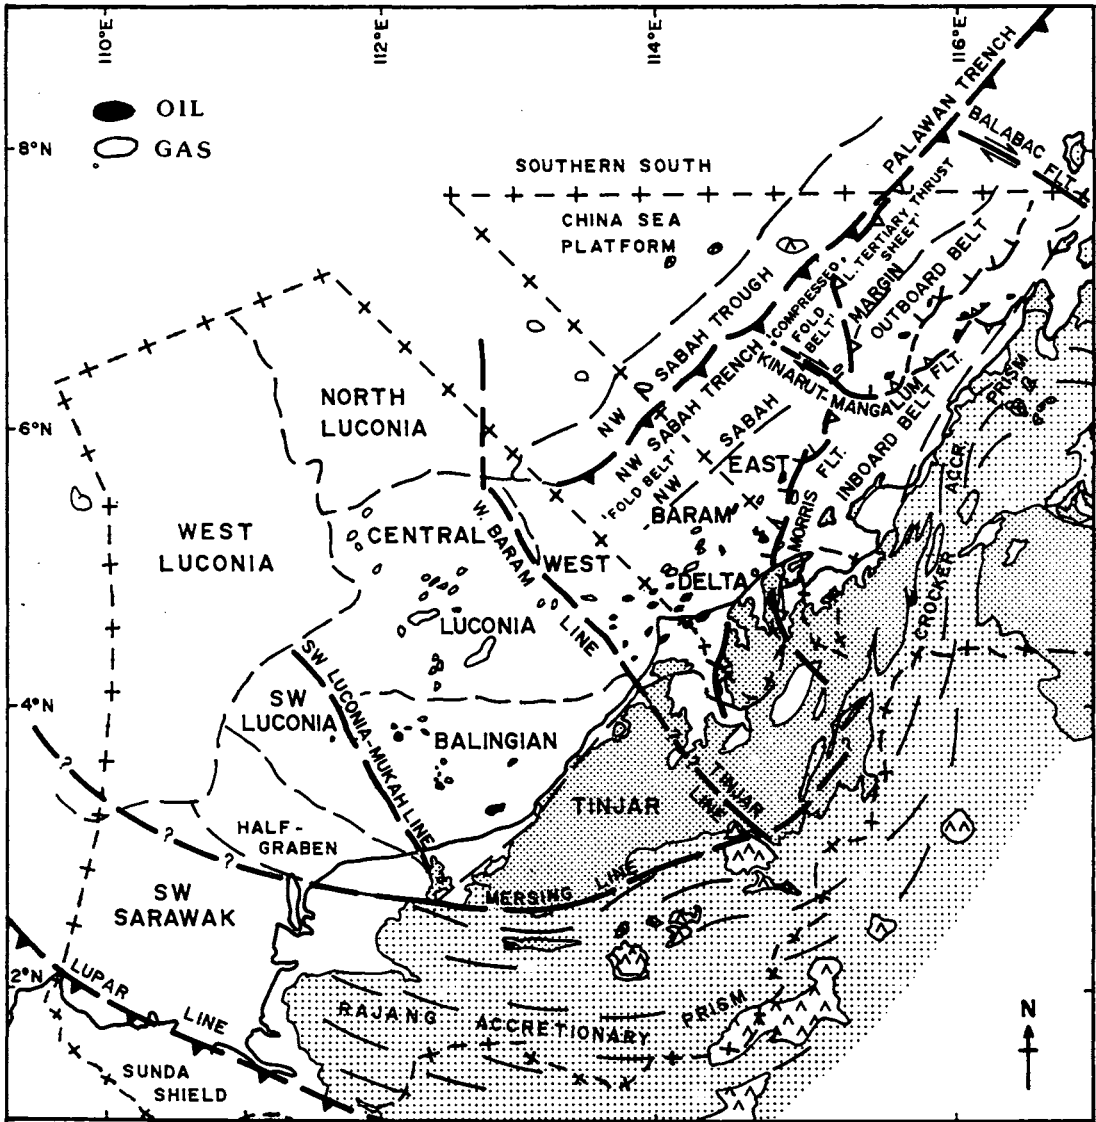 110°E
112°E
114°E
116°E
OIL
GAS
8°N
6°N
4°N
2°N
SOUTHERN SOUTH
CHINA SEA
PLATFORM
PALAWAN TRENCH
BALABAC FLT.
L. TERTIARY THRUST
SHEET'
'COMPRESSED
FOLD
BELT'
MARGIN
OUTBOARD BELT
NW SABAH TROUGH
NW SABAH TRENCH
'FOLD BELT'
NW SABAH
KINARUT-MANGALUM FLT.
INBOARD BELT
MORRIS FLT.
PRISM
ACCR.
CROCKER
NORTH
LUCONIA
WEST
LUCONIA
CENTRAL
LUCONIA
W. BARAM
LINE
WEST
EAST
BARAM
DELTA
SW LUCONIA-MUKAH LINE
SW
LUCONIA
BALINGIAN
TINJAR
TINJAR
LINE
HALF-
GRABEN
MERSING LINE
SW
SARAWAK
LUPAR LINE
RAJANG ACCRETIONARY PRISM
SUNDA
SHIELD
N
?
?
?
?
?
?